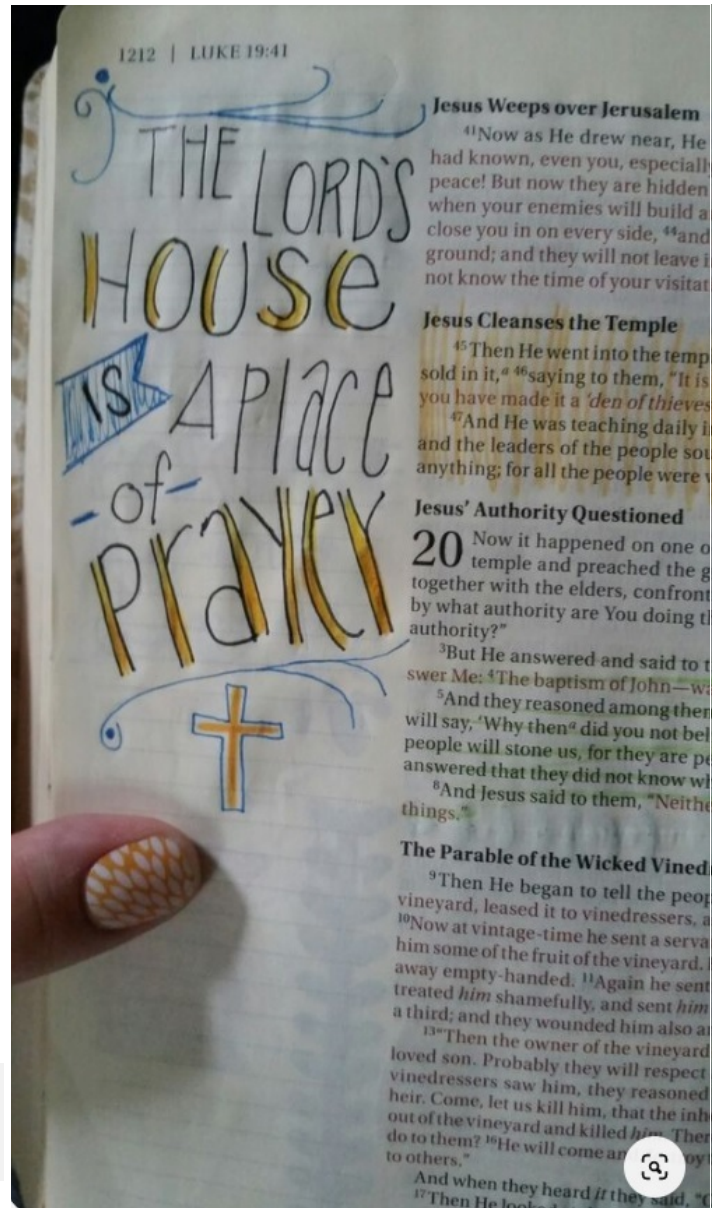 1212 | LUKE 19:41
THE
LORD'S
HOUSE
IS A PLACE
-of-
PRAYER
Jesus Weeps over Jerusalem
41Now as He drew near, He
had known, even you, especially
peace! But now they are hidden
when your enemies will build a
close you in on every side, 44and
ground; and they will not leave i
not know the time of your visitat
Jesus Cleanses the Temple
45Then He went into the temp
sold in it,a 46saying to them, "It is
you have made it a 'den of thieves
47And He was teaching daily i
and the leaders of the people sou
anything; for all the people were
Jesus' Authority Questioned
20 Now it happened on one o
temple and preached the g
together with the elders, confront
by what authority are You doing t
authority?"
3But He answered and said to t
swer Me: 4The baptism of John—wa
5And they reasoned among them
will say, 'Why thena did you not bel
people will stone us, for they are pe
answered that they did not know wh
8And Jesus said to them, "Neithe
things."
The Parable of the Wicked Vined
9Then He began to tell the peop
vineyard, leased it to vinedressers, a
10Now at vintage-time he sent a serva
him some of the fruit of the vineyard.
away empty-handed. 11Again he sent
treated him shamefully, and sent him
a third; and they wounded him also a
13"Then the owner of the vineyard
loved son. Probably they will respect
vinedressers saw him, they reasoned
heir. Come, let us kill him, that the inh
out of the vineyard and killed him. Ther
do to them? 16He will come an oy
to others."
And when they heard it they said, "C
17Then He looked